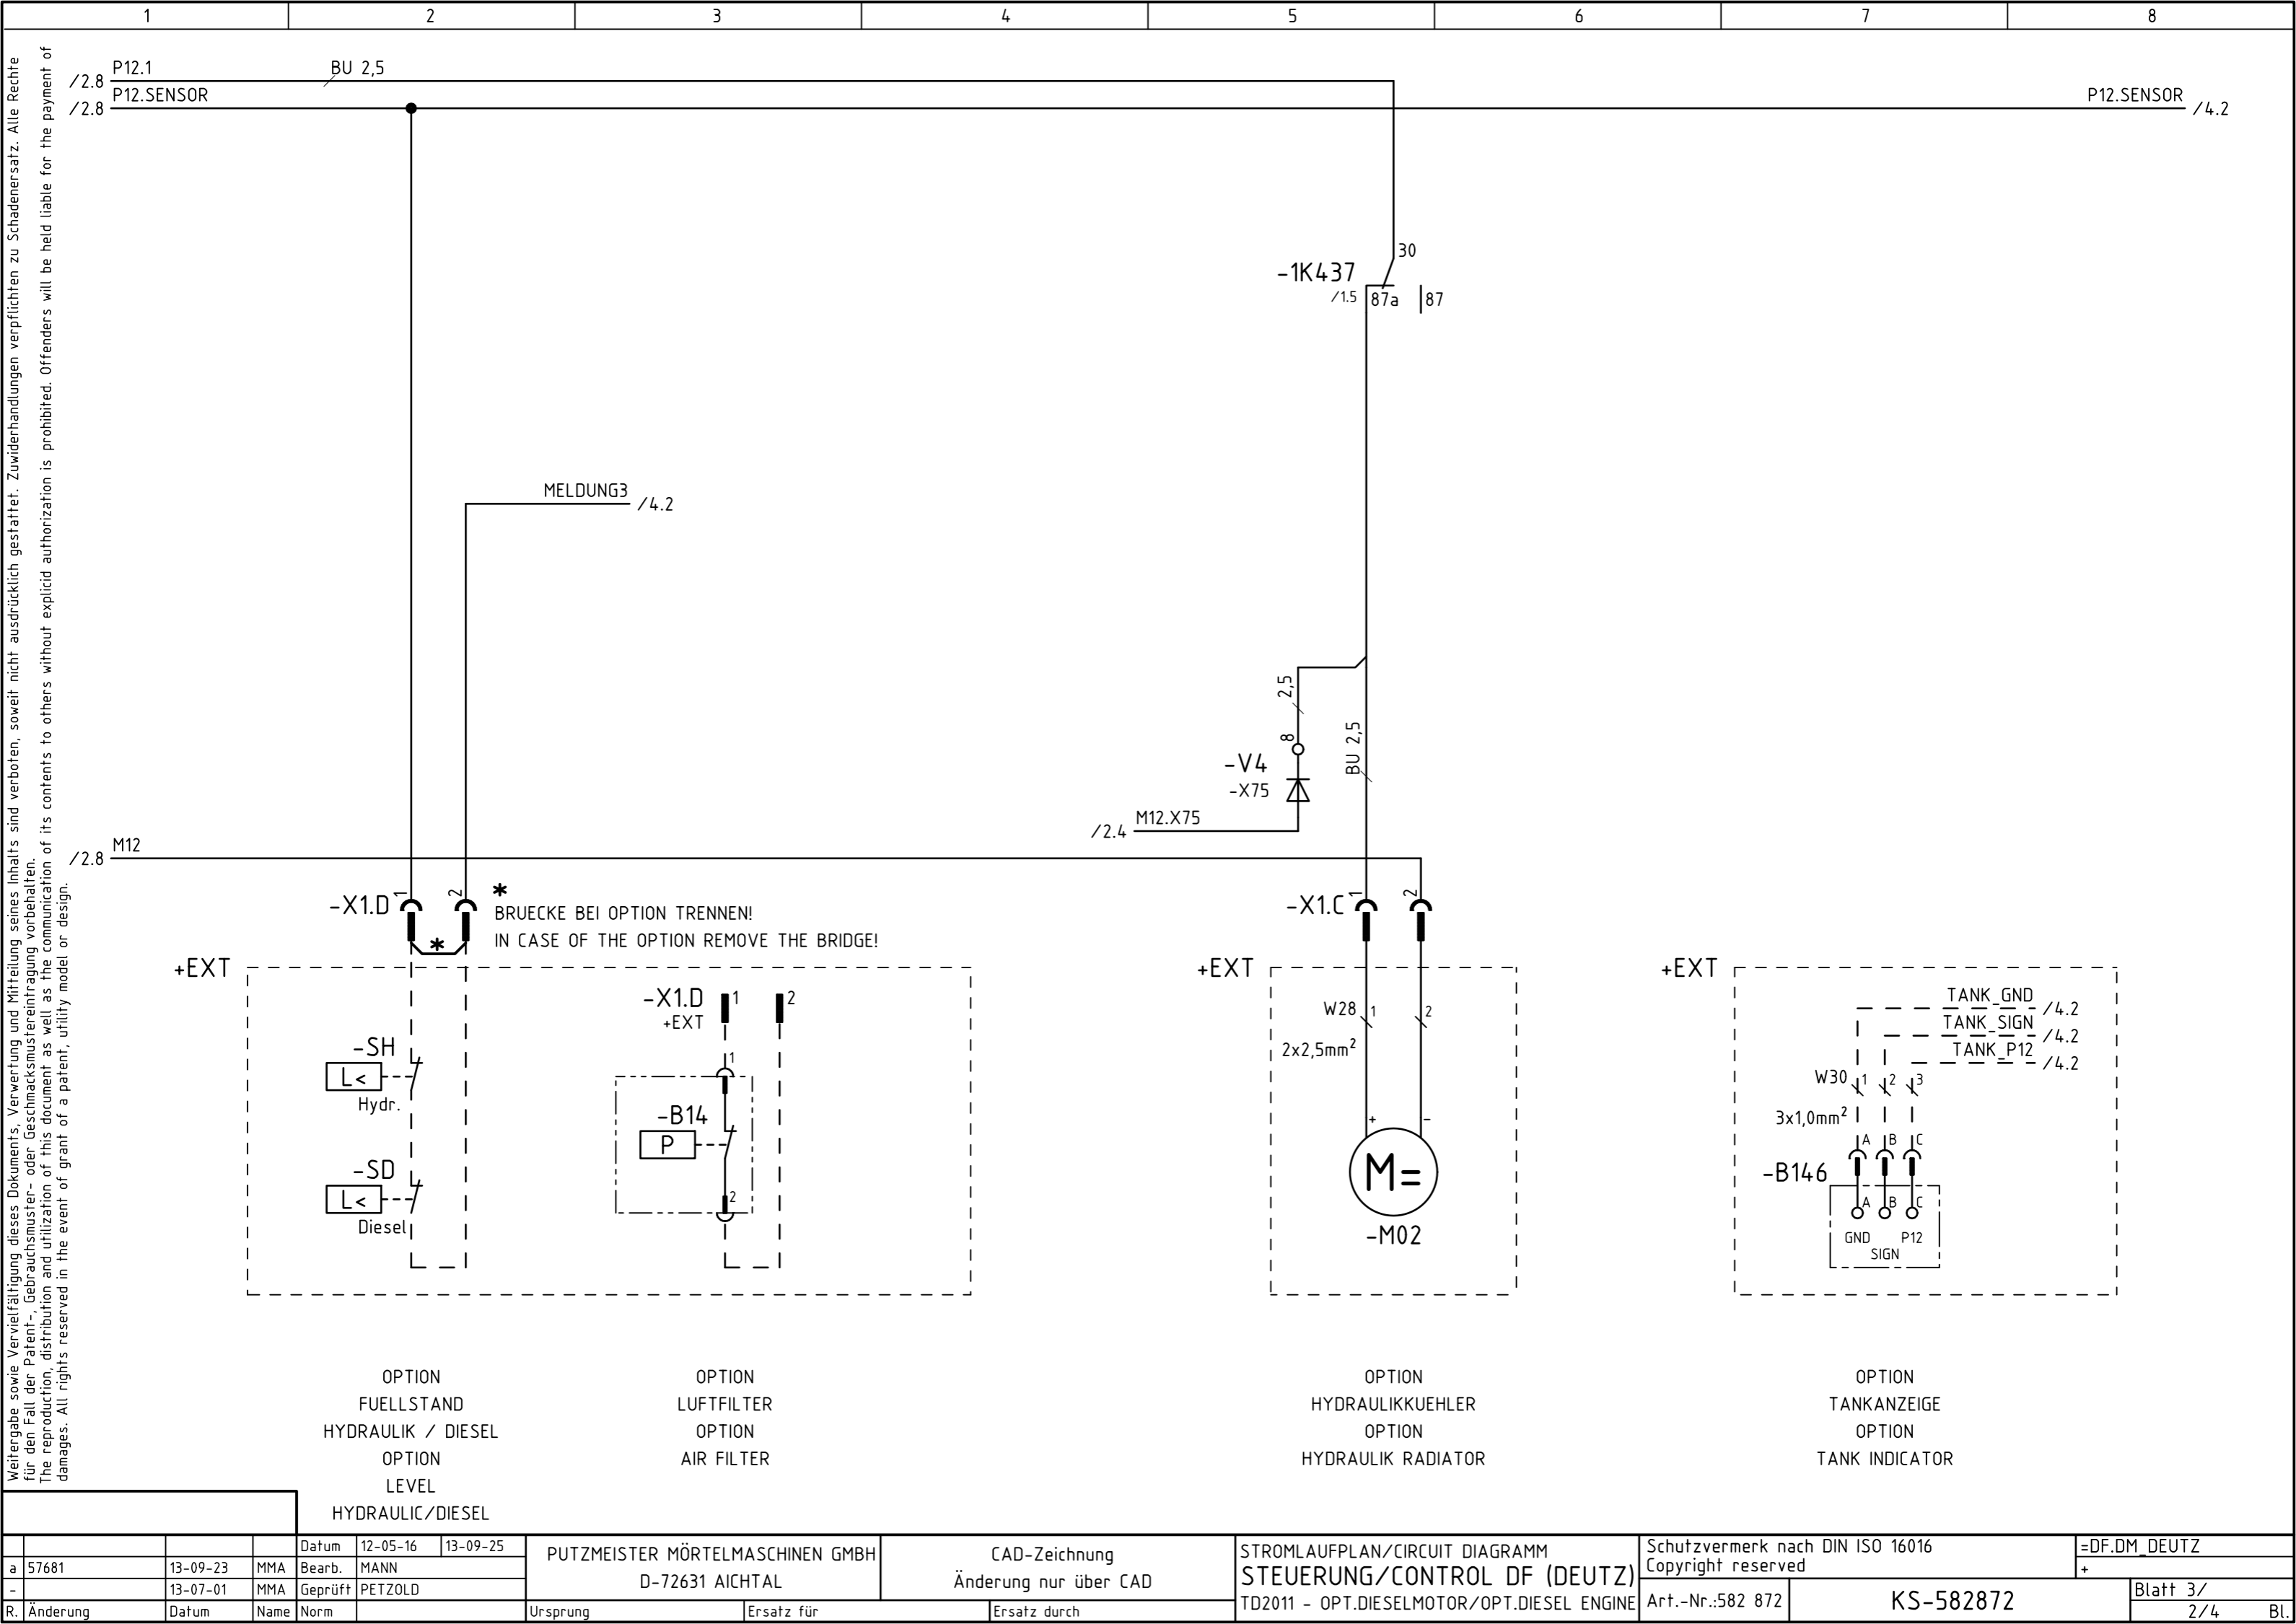 1 2 3 4 5 6 7 8
Weitergabe sowie Vervielfältigung dieses Dokuments, Verwertung und Mitteilung seines Inhalts sind verboten, soweit nicht ausdrücklich gestattet. Zuwiderhandlungen verpflichten zu Schadenersatz. Alle Rechte
für den Fall der Patent-, Gebrauchsmuster- oder Geschmacksmustereintragung vorbehalten.
The reproduction, distribution and utilization of this document as well as the communication of its contents to others without explicid authorization is prohibited. Offenders will be held liable for the payment of
damages. All rights reserved in the event of grant of a patent, utility model or design.
/2.8 P12.1 BU 2,5
/2.8 P12.SENSOR P12.SENSOR /4.2
30
-1K437
/1.5 87a 87
MELDUNG3 /4.2
2,5
8
BU 2,5
-V4
-X75
/2.4 M12.X75
/2.8 M12
-X1.D 1 2 *
BRUECKE BEI OPTION TRENNEN!
* IN CASE OF THE OPTION REMOVE THE BRIDGE!
-X1.C 1 2
+EXT
-X1.D 1 2
+EXT
-SH
L<
Hydr.
-SD
L<
Diesel
1
-B14
P
2
+EXT
W28 1 2
2x2,5mm²
+ -
M=
-M02
+EXT
TANK_GND /4.2
TANK_SIGN /4.2
TANK_P12 /4.2
W30 1 2 3
3x1,0mm²
A B C
-B146
A B C
GND P12
SIGN
OPTION
FUELLSTAND
HYDRAULIK / DIESEL
OPTION
LEVEL
HYDRAULIC/DIESEL
OPTION
LUFTFILTER
OPTION
AIR FILTER
OPTION
HYDRAULIKKUEHLER
OPTION
HYDRAULIK RADIATOR
OPTION
TANKANZEIGE
OPTION
TANK INDICATOR
Datum 12-05-16 13-09-25
a 57681 13-09-23 MMA Bearb. MANN
- 13-07-01 MMA Geprüft PETZOLD
R. Änderung Datum Name Norm
PUTZMEISTER MÖRTELMASCHINEN GMBH
D-72631 AICHTAL
Ursprung Ersatz für Ersatz durch
CAD-Zeichnung
Änderung nur über CAD
STROMLAUFPLAN/CIRCUIT DIAGRAMM
STEUERUNG/CONTROL DF (DEUTZ)
TD2011 - OPT.DIESELMOTOR/OPT.DIESEL ENGINE
Schutzvermerk nach DIN ISO 16016
Copyright reserved
Art.-Nr.:582 872 KS-582872
=DF.DM_DEUTZ
+
Blatt 3/
2/4 Bl.